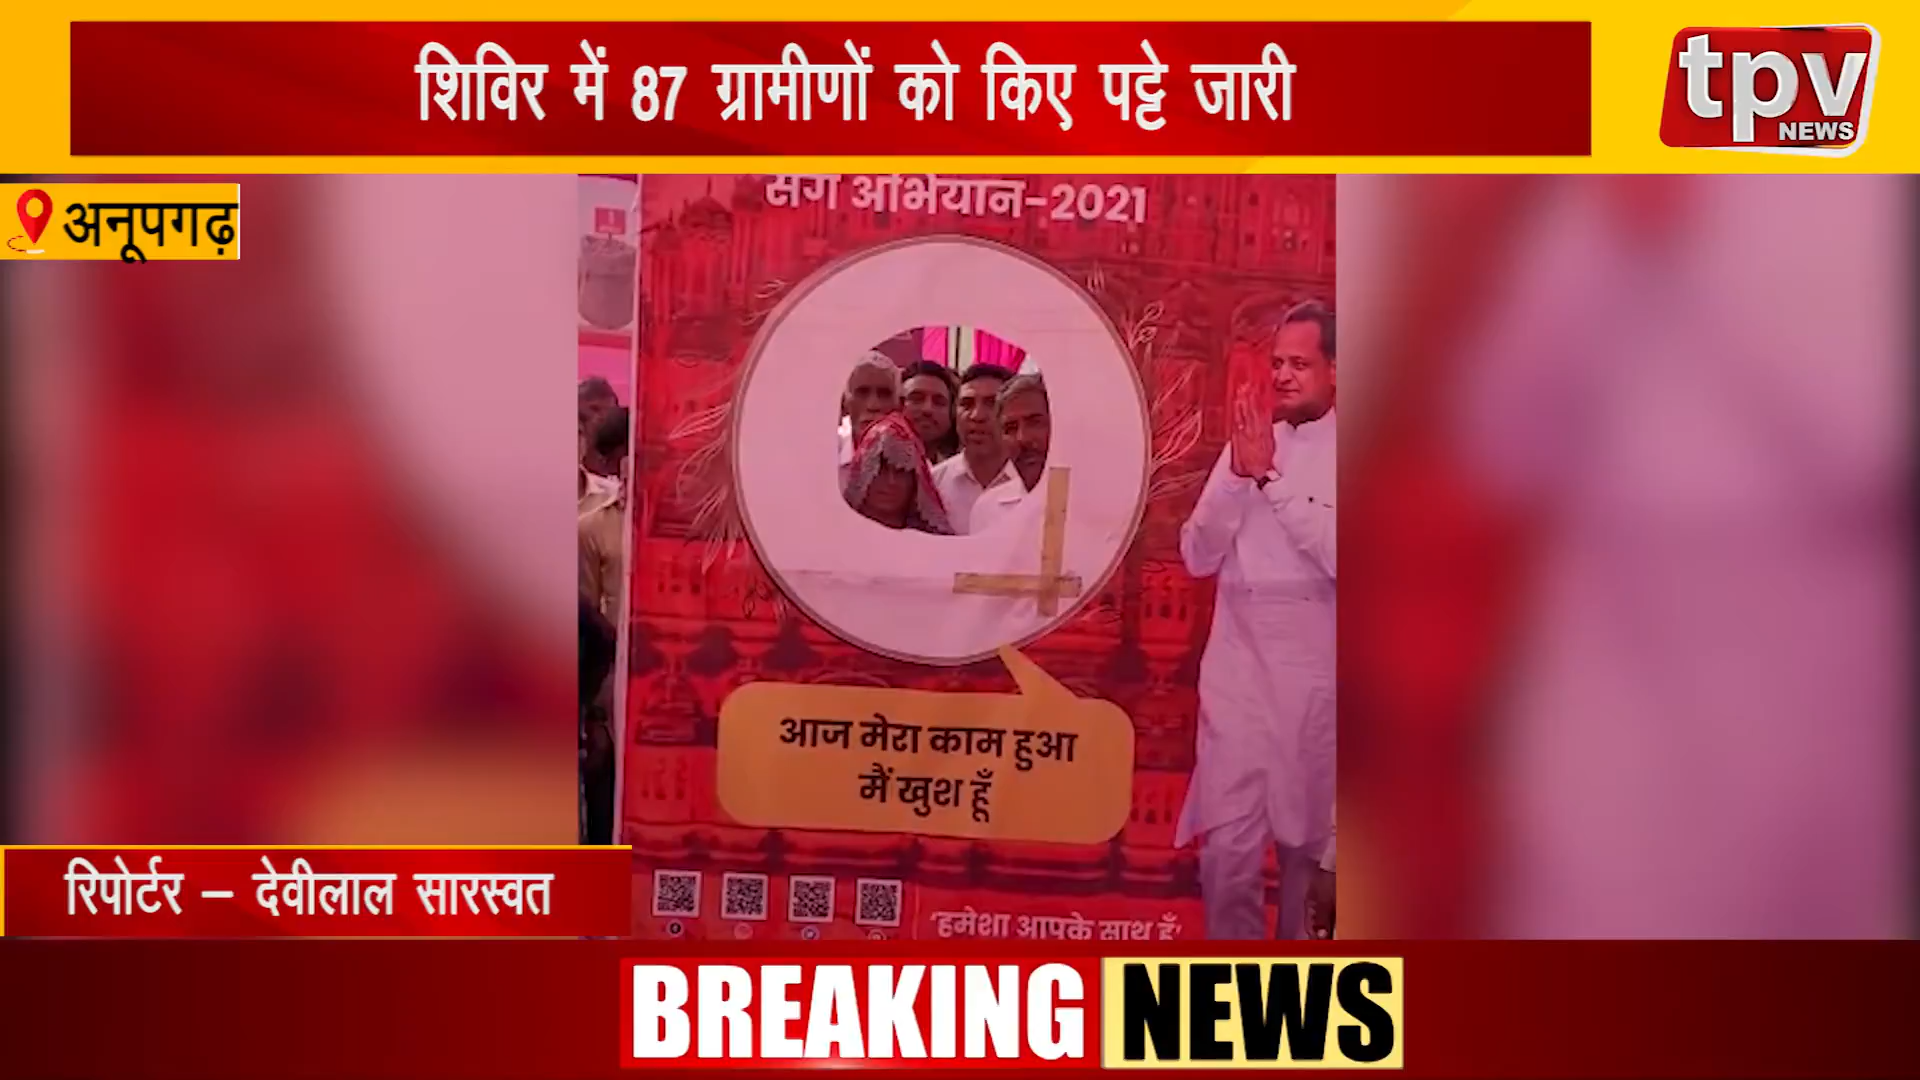 शिविर में 87 ग्रामीणों को किए पट्टे जारी
tpv
NEWS
अनूपगढ़
संग अभियान-2021
आज मेरा काम हुआ
मैं खुश हूँ
रिपोर्टर – देवीलाल सारस्वत
'हमेशा आपके साथ हूँ'
BREAKING NEWS